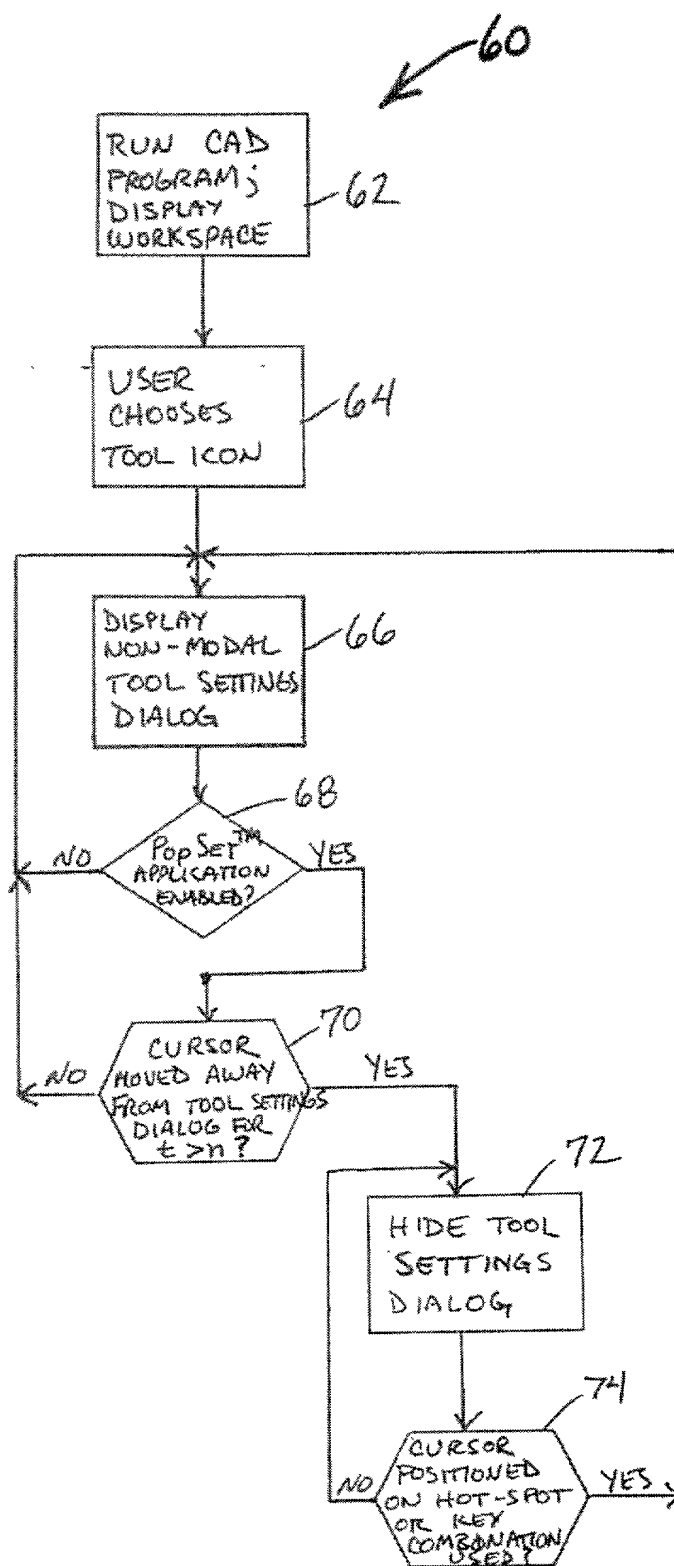 60
RUN CAD
PROGRAM;
DISPLAY
WORKSPACE
62
USER
CHOOSES
TOOL ICON
64
DISPLAY
NON-MODAL
TOOL SETTINGS
DIALOG
66
68
PopSet™
APPLICATION
ENABLED?
NO
YES
70
CURSOR
MOVED AWAY
FROM TOOL SETTINGS
DIALOG FOR
t > n ?
NO
YES
72
HIDE TOOL
SETTINGS
DIALOG
74
CURSOR
POSITIONED
ON HOT-SPOT
OR KEY
COMBINATION
USED?
NO
YES